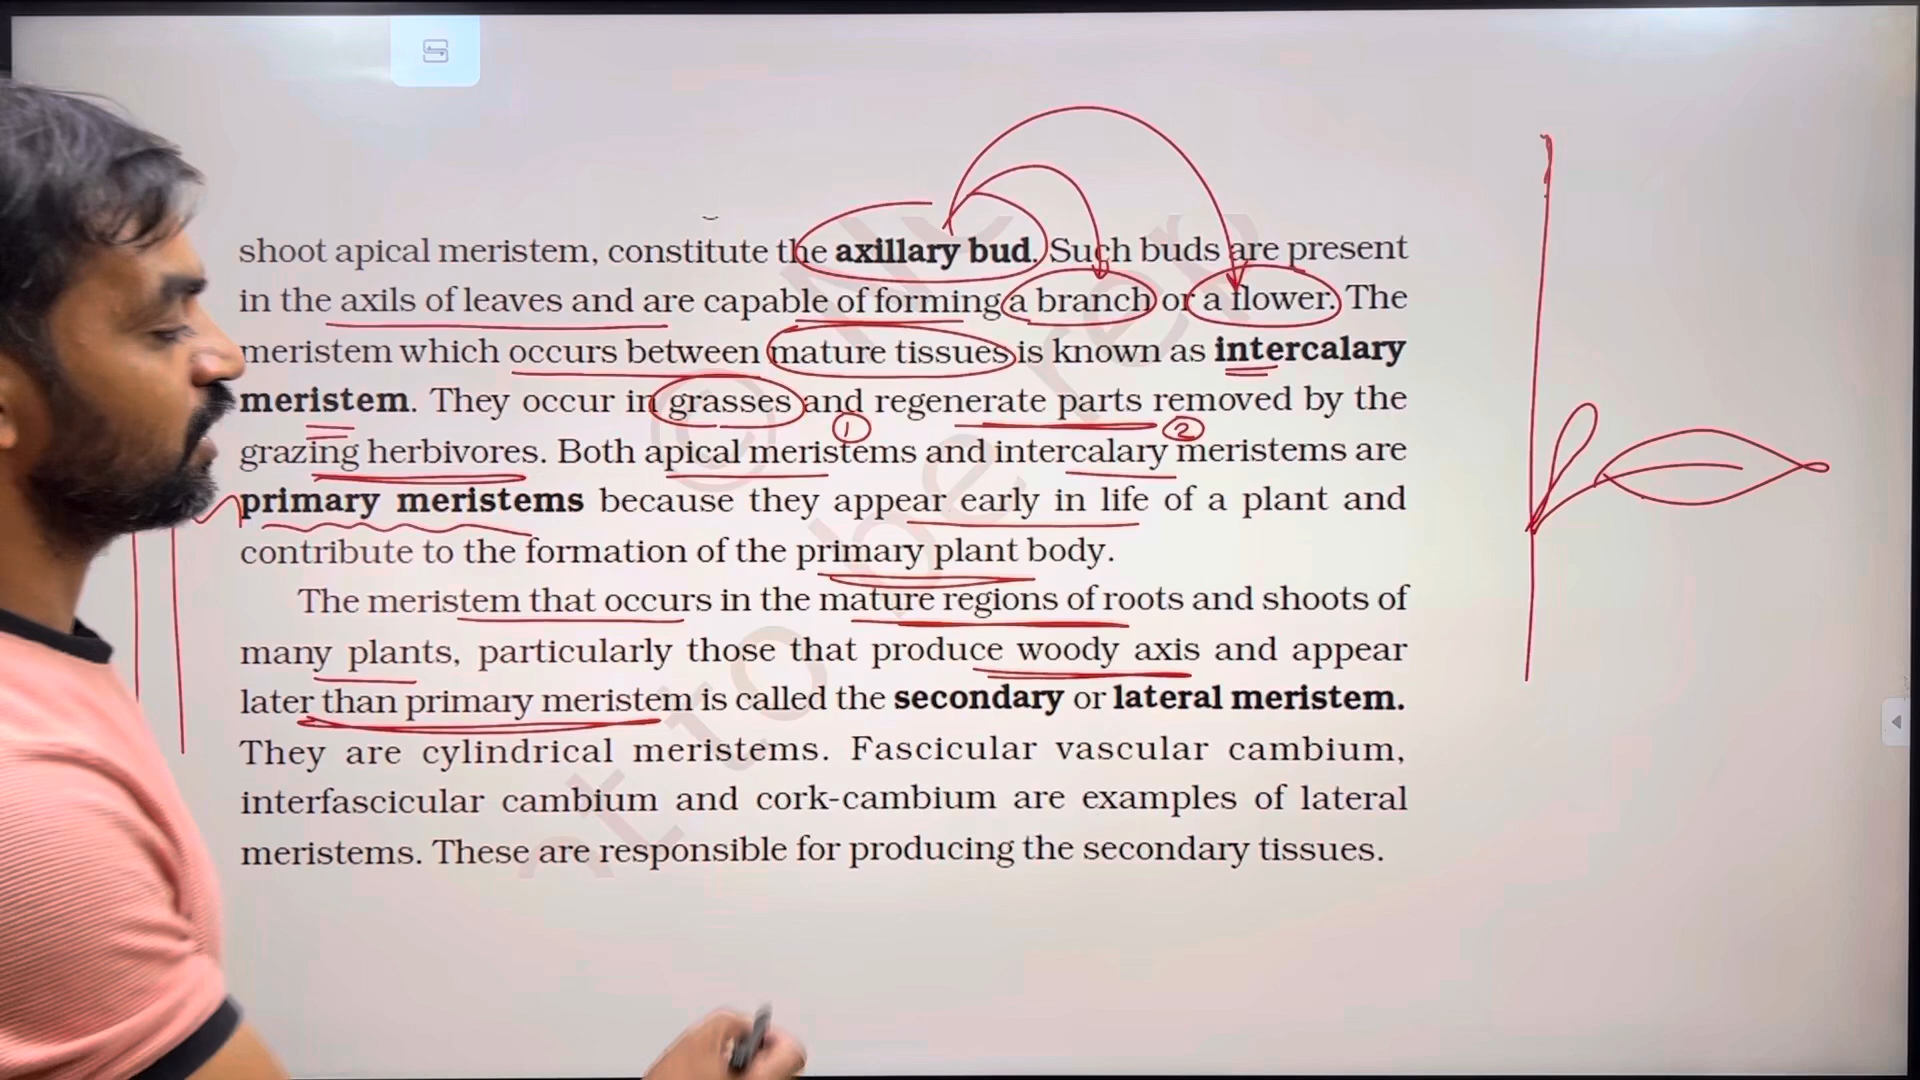 shoot apical meristem, constitute the axillary bud. Such buds are present
in the axils of leaves and are capable of forming a branch or a flower. The
meristem which occurs between mature tissues is known as intercalary
meristem. They occur in grasses and regenerate parts removed by the
1 2
grazing herbivores. Both apical meristems and intercalary meristems are
primary meristems because they appear early in life of a plant and
contribute to the formation of the primary plant body.
The meristem that occurs in the mature regions of roots and shoots of
many plants, particularly those that produce woody axis and appear
later than primary meristem is called the secondary or lateral meristem.
They are cylindrical meristems. Fascicular vascular cambium,
interfascicular cambium and cork-cambium are examples of lateral
meristems. These are responsible for producing the secondary tissues.